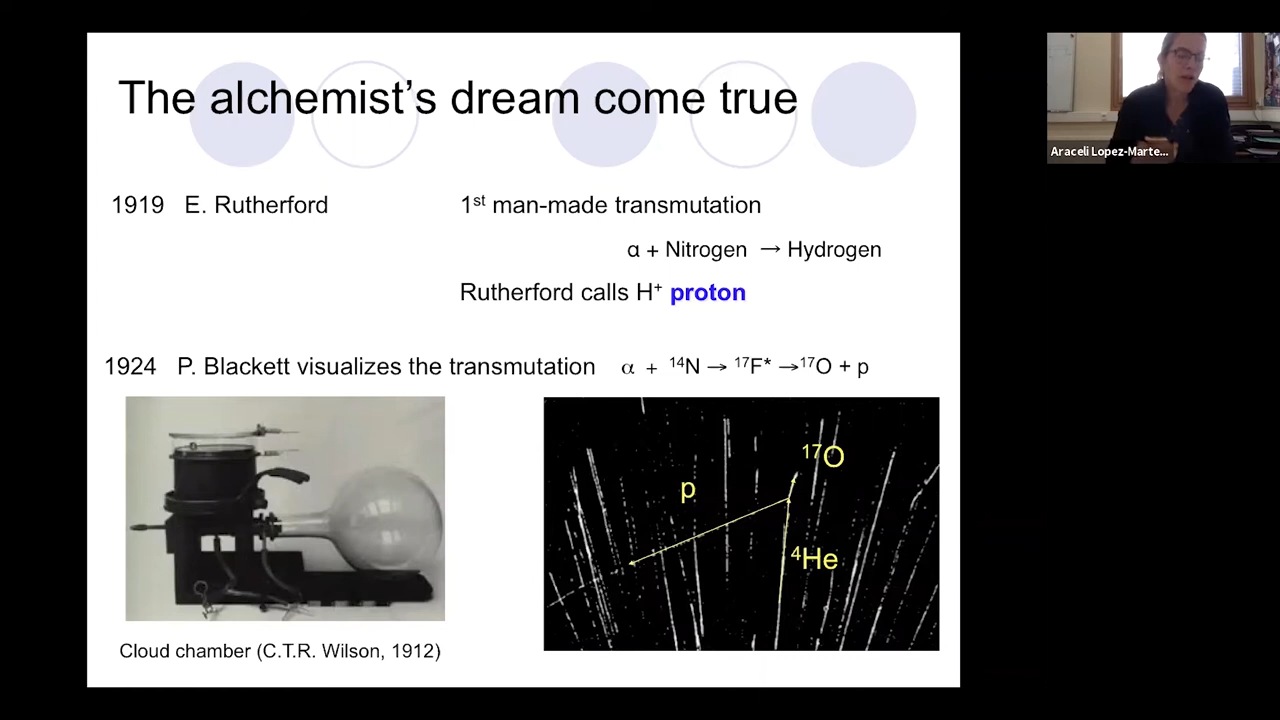 The alchemist's dream come true
1919 E. Rutherford
1st man-made transmutation
α + Nitrogen → Hydrogen
Rutherford calls H⁺ proton
1924 P. Blackett visualizes the transmutation α + ¹⁴N → ¹⁷F* → ¹⁷O + p
¹⁷O
p
⁴He
Cloud chamber (C.T.R. Wilson, 1912)
Araceli Lopez-Marte...